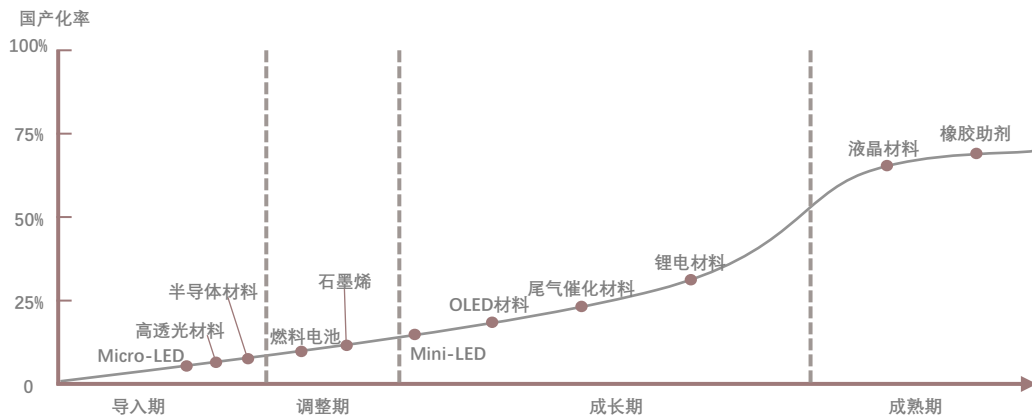 国产化率
100%
75%
50%
25%
0
Micro-LED
高透光材料
半导体材料
燃料电池
石墨烯
Mini-LED
OLED材料
尾气催化材料
锂电材料
液晶材料
橡胶助剂
导入期
调整期
成长期
成熟期